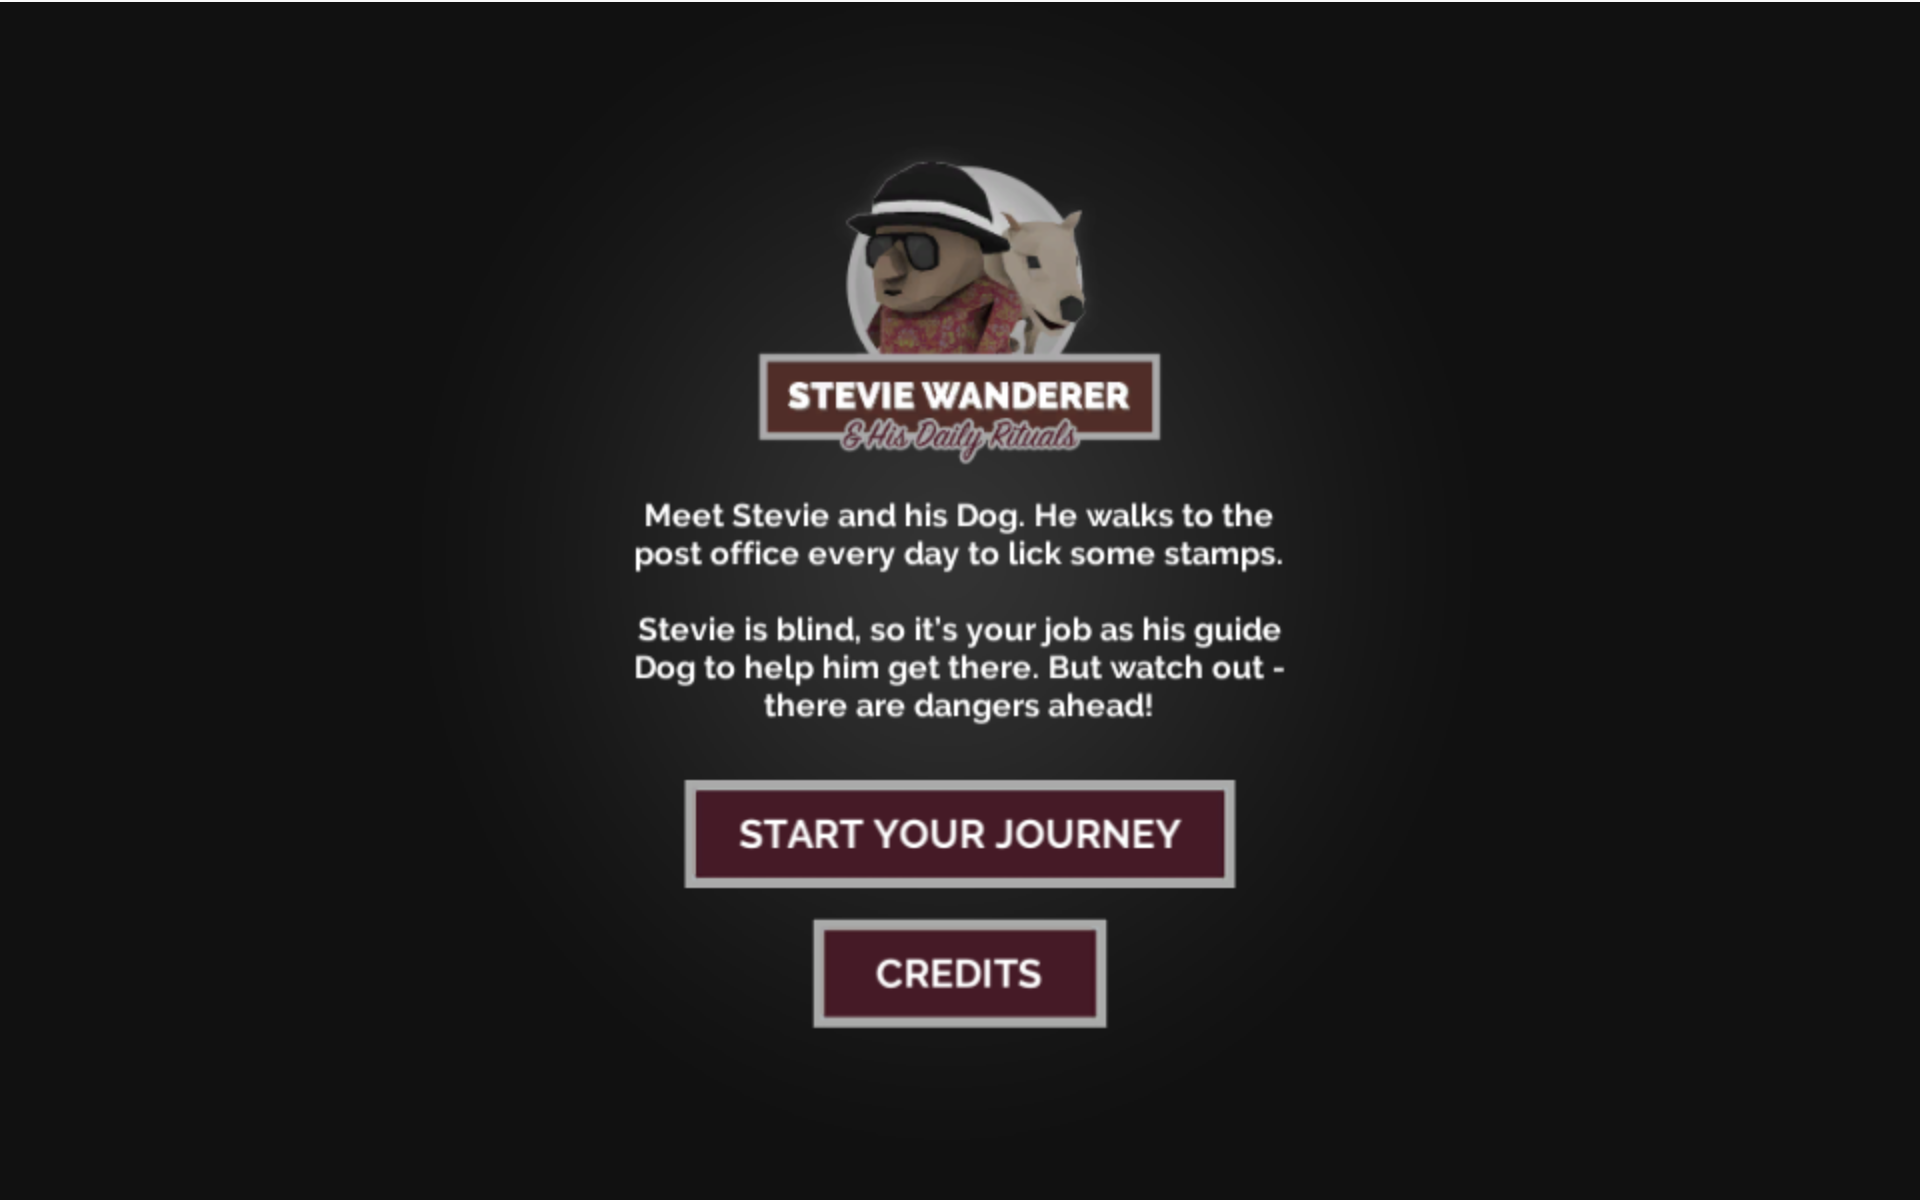 STEVIE WANDERER
& His Daily Rituals
Meet Stevie and his Dog. He walks to the
post office every day to lick some stamps.
Stevie is blind, so it's your job as his guide
Dog to help him get there. But watch out -
there are dangers ahead!
START YOUR JOURNEY
CREDITS